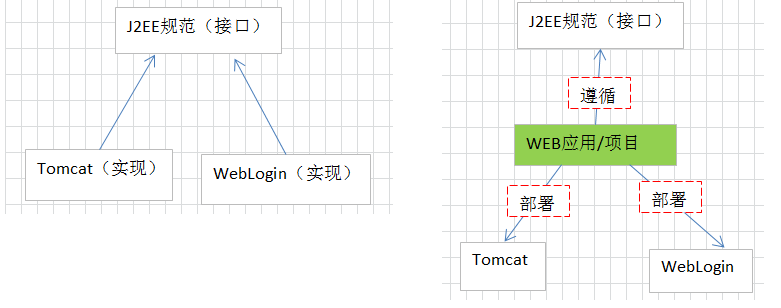 J2EE规范（接口）
Tomcat（实现）
WebLogin（实现）
J2EE规范（接口）
遵循
WEB应用/项目
部署
部署
Tomcat
WebLogin